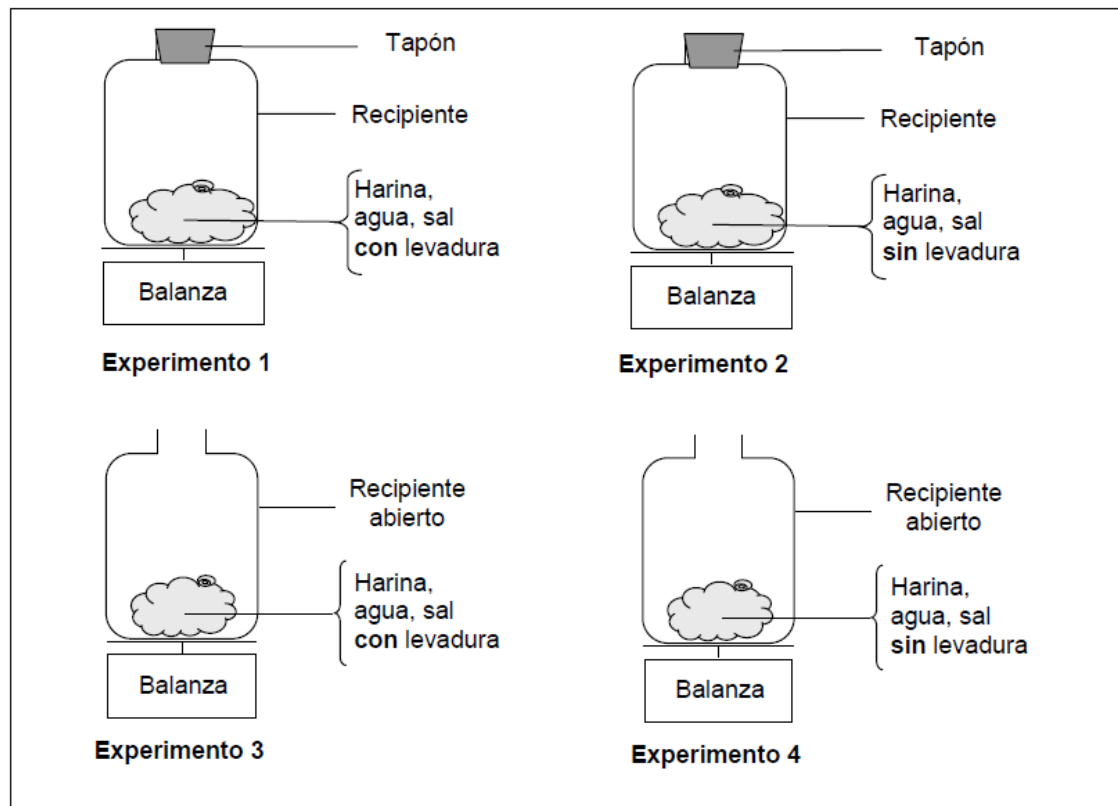 Tapón
Recipiente
Harina,
agua, sal
con levadura
Balanza
Experimento 1
Tapón
Recipiente
Harina,
agua, sal
sin levadura
Balanza
Experimento 2
Recipiente
abierto
Harina,
agua, sal
con levadura
Balanza
Experimento 3
Recipiente
abierto
Harina,
agua, sal
sin levadura
Balanza
Experimento 4